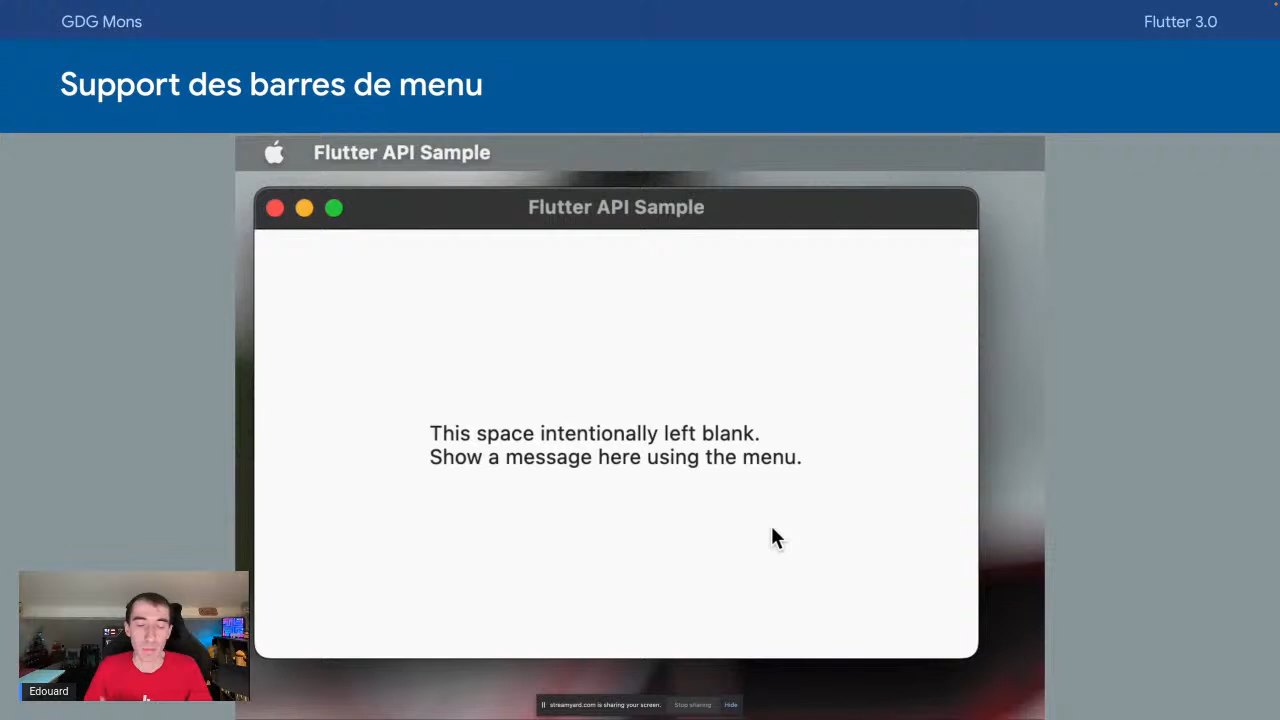 GDG Mons
Flutter 3.0
Support des barres de menu
Flutter API Sample
Flutter API Sample
This space intentionally left blank.
Show a message here using the menu.
Edouard
streamyard.com is sharing your screen.
Stop sharing
Hide